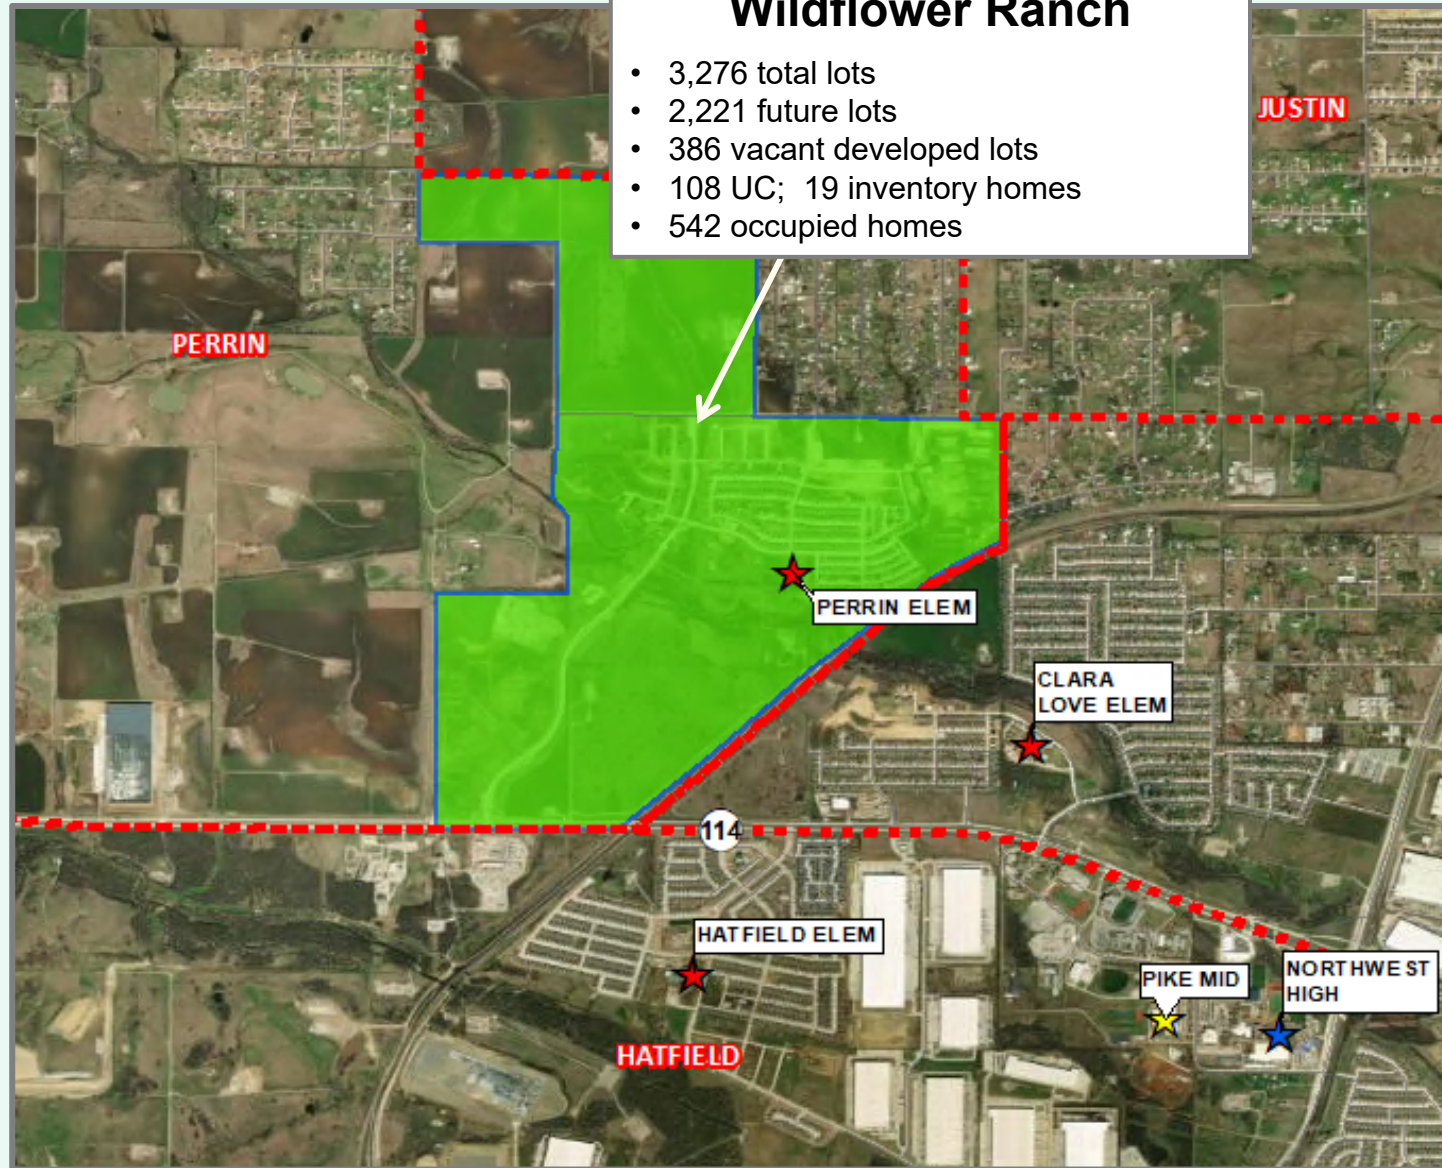 Wildflower Ranch
• 3,276 total lots
• 2,221 future lots
• 386 vacant developed lots
• 108 UC; 19 inventory homes
• 542 occupied homes
JUSTIN
PERRIN
PERRIN ELEM
CLARA
LOVE ELEM
114
HATFIELD ELEM
PIKE MID
NORTHWEST
HIGH
HATFIELD